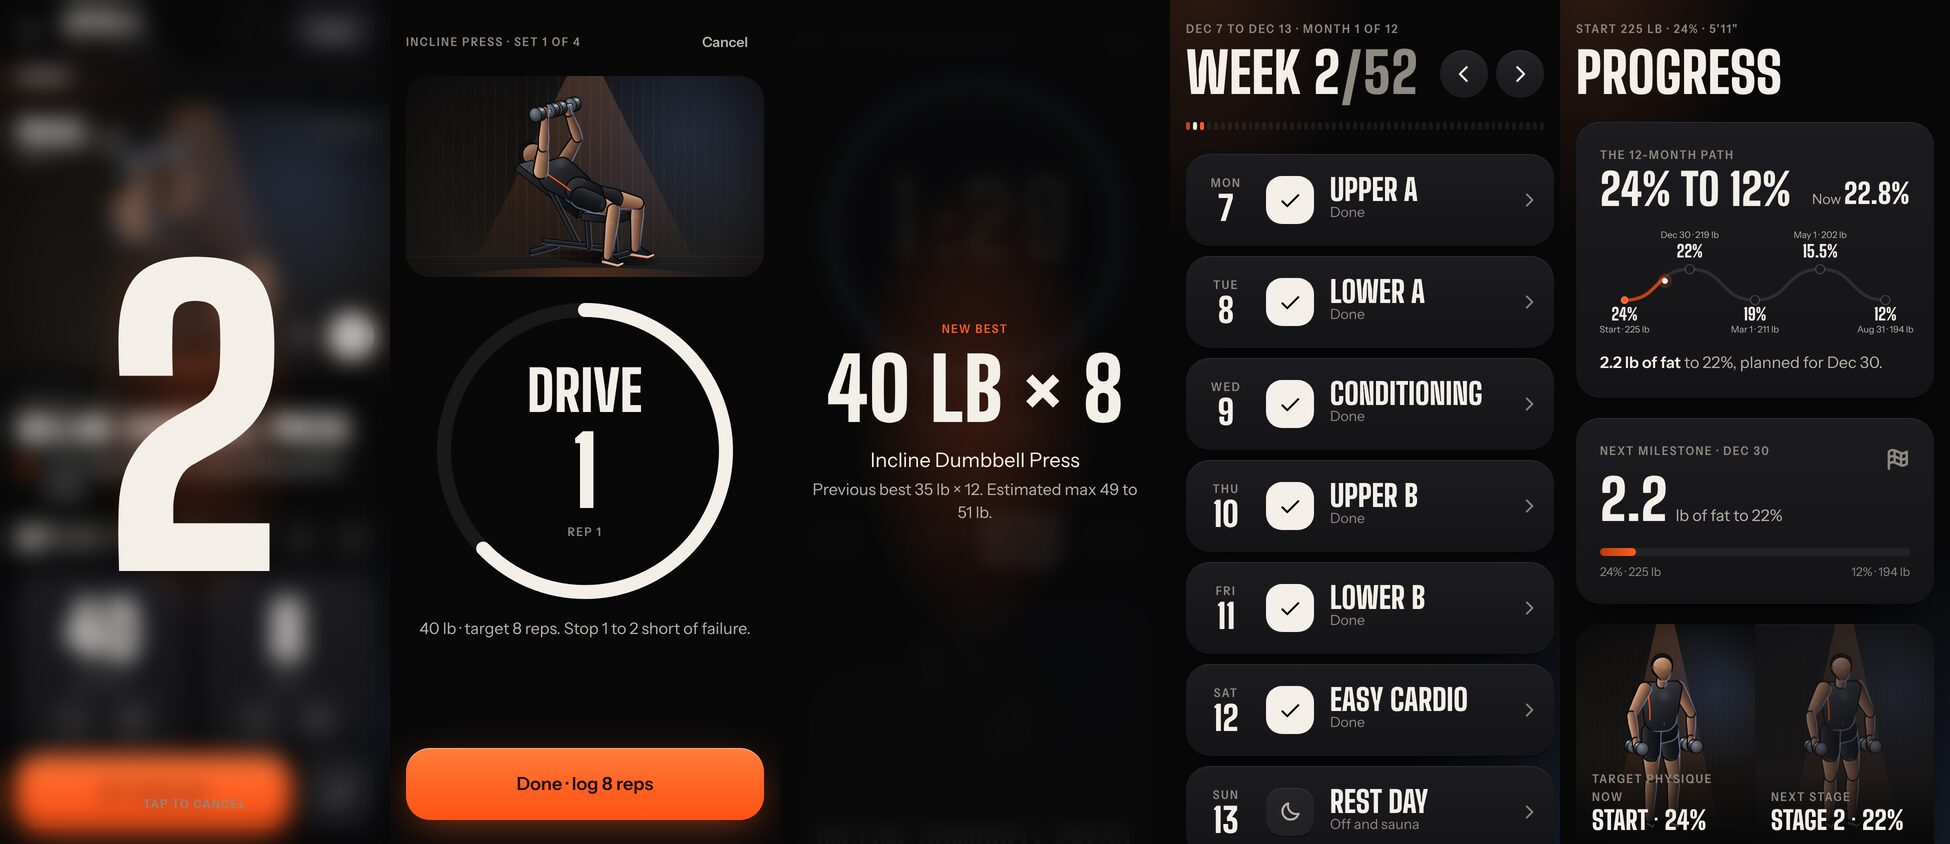 2
TAP TO CANCEL
INCLINE PRESS · SET 1 OF 4
Cancel
DRIVE
1
REP 1
40 lb · target 8 reps. Stop 1 to 2 short of failure.
Done · log 8 reps
NEW BEST
40 LB × 8
Incline Dumbbell Press
Previous best 35 lb × 12. Estimated max 49 to
51 lb.
DEC 7 TO DEC 13 · MONTH 1 OF 12
WEEK 2/52
MON
7
UPPER A
Done
TUE
8
LOWER A
Done
WED
9
CONDITIONING
Done
THU
10
UPPER B
Done
FRI
11
LOWER B
Done
SAT
12
EASY CARDIO
Done
SUN
13
REST DAY
Off and sauna
START 225 LB · 24% · 5'11"
PROGRESS
THE 12-MONTH PATH
24% TO 12%
Now 22.8%
Dec 30 · 219 lb
22%
May 1 · 202 lb
15.5%
24%
Start · 225 lb
19%
Mar 1 · 211 lb
12%
Aug 31 · 194 lb
2.2 lb of fat to 22%, planned for Dec 30.
NEXT MILESTONE · DEC 30
2.2 lb of fat to 22%
24% · 225 lb
12% · 194 lb
TARGET PHYSIQUE
NOW
START · 24%
NEXT STAGE
STAGE 2 · 22%